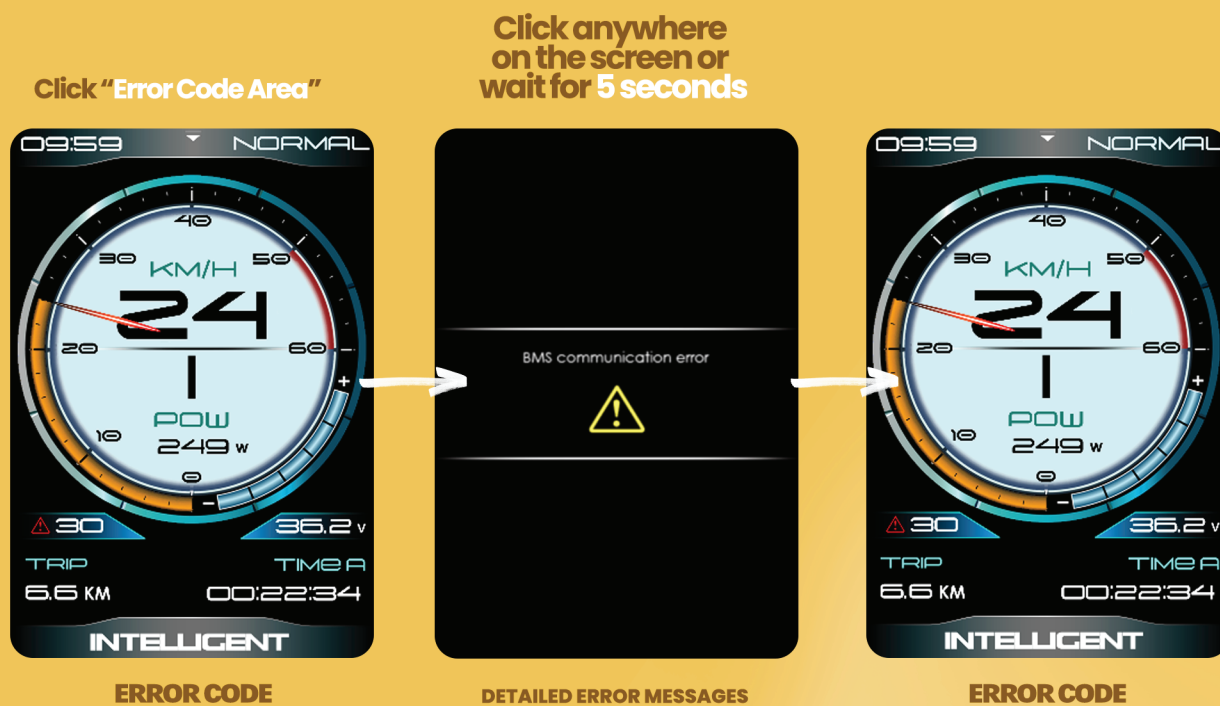 Click “Error Code Area”
Click anywhere
on the screen or
wait for 5 seconds
09:59 NORMAL
40
30 50
KM/H
24
20 60
1
+
POW
10 249 W
0
-
30 36.2 V
TRIP TIME A
6.6 KM 00:22:34
INTELLIGENT
ERROR CODE
BMS communication error
DETAILED ERROR MESSAGES
09:59 NORMAL
40
30 50
KM/H
24
20 60
1
+
POW
10 249 W
0
-
30 36.2 V
TRIP TIME A
6.6 KM 00:22:34
INTELLIGENT
ERROR CODE